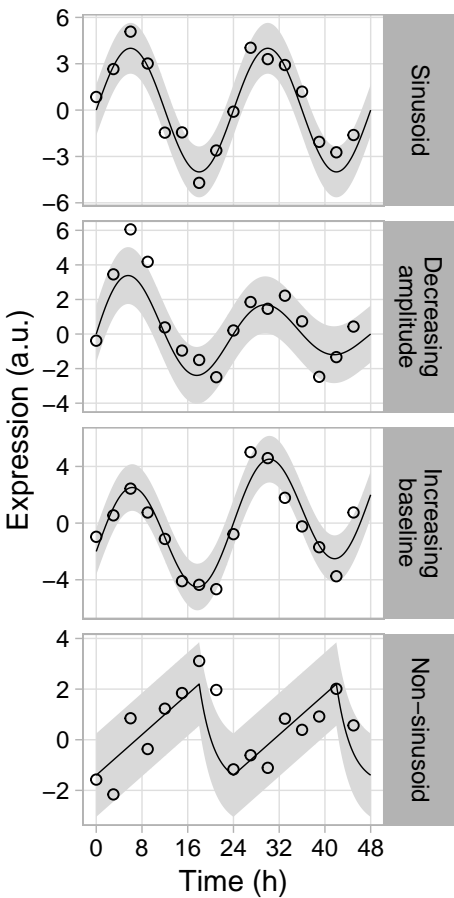 Expression (a.u.)
6
3
0
−3
−6
Sinusoid
6
4
2
0
−2
−4
Decreasing
amplitude
4
0
−4
Increasing
baseline
4
2
0
−2
Non−sinusoid
0 8 16 24 32 40 48
Time (h)